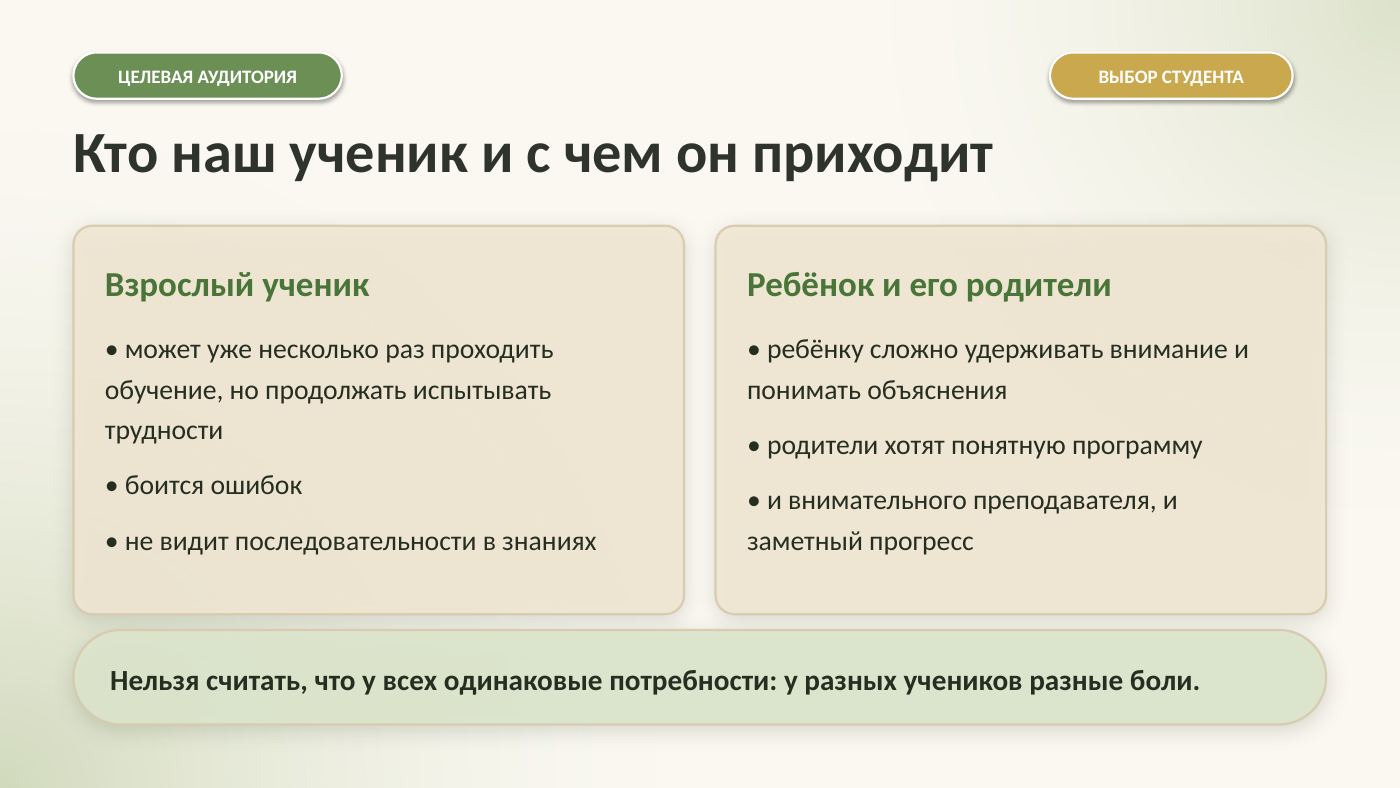 ЦЕЛЕВАЯ АУДИТОРИЯ
ВЫБОР СТУДЕНТА
Кто наш ученик и с чем он приходит
Взрослый ученик
• может уже несколько раз проходить
обучение, но продолжать испытывать
трудности
• боится ошибок
• не видит последовательности в знаниях
Ребёнок и его родители
• ребёнку сложно удерживать внимание и
понимать объяснения
• родители хотят понятную программу
• и внимательного преподавателя, и
заметный прогресс
Нельзя считать, что у всех одинаковые потребности: у разных учеников разные боли.